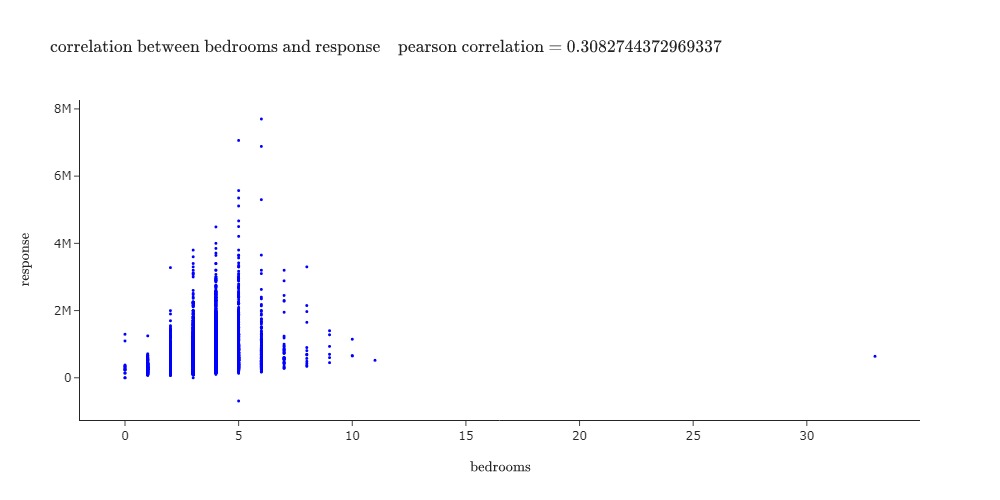 correlation between bedrooms and response pearson correlation = 0.3082744372969337
8M
6M
4M
2M
0
response
0 5 10 15 20 25 30
bedrooms